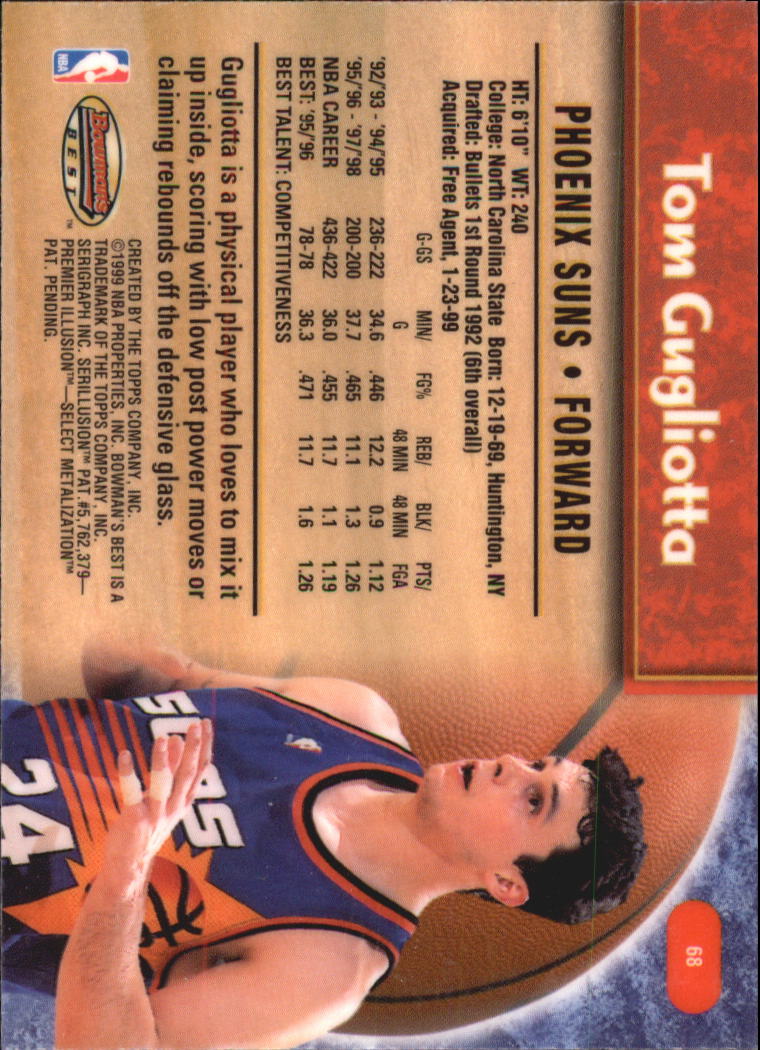 Tom Gugliotta
68
PHOENIX SUNS • FORWARD
HT: 6'10" WT: 240
College: North Carolina State Born: 12-19-69, Huntington, NY
Drafted: Bullets 1st Round 1992 (6th overall)
Acquired: Free Agent, 1-23-99
G-GS MIN/ FG% REB/ BLK/ PTS/
G 48 MIN 48 MIN FGA
'92/'93 - '94/'95 236-222 34.6 .446 12.2 0.9 1.12
'95/'96 - '97/'98 200-200 37.7 .465 11.1 1.3 1.26
NBA CAREER 436-422 36.0 .455 11.7 1.1 1.19
BEST: '95/'96 78-78 36.3 .471 11.7 1.6 1.26
BEST TALENT: COMPETITIVENESS
Gugliotta is a physical player who loves to mix it
up inside, scoring with low post power moves or
claiming rebounds off the defensive glass.
NBA
Bowman's
BEST™
CREATED BY THE TOPPS COMPANY, INC.
©1999 NBA PROPERTIES, INC. BOWMAN'S BEST IS A
TRADEMARK OF THE TOPPS COMPANY, INC.
SERIGRAPH INC. SERILLUSION™ PAT.#5,762,379—
PREMIER ILLUSION™—SELECT METALIZATION™
PAT. PENDING.
SUNS
24